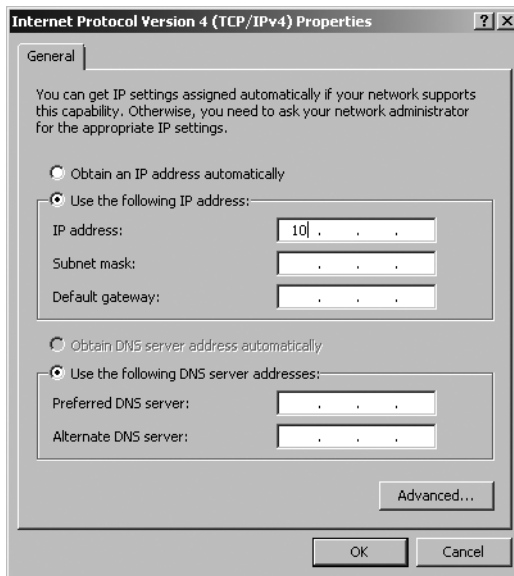 Internet Protocol Version 4 (TCP/IPv4) Properties
General
You can get IP settings assigned automatically if your network supports
this capability. Otherwise, you need to ask your network administrator
for the appropriate IP settings.
Obtain an IP address automatically
Use the following IP address:
IP address: 10 . . .
Subnet mask: . . .
Default gateway: . . .
Obtain DNS server address automatically
Use the following DNS server addresses:
Preferred DNS server: . . .
Alternate DNS server: . . .
Advanced...
OK Cancel